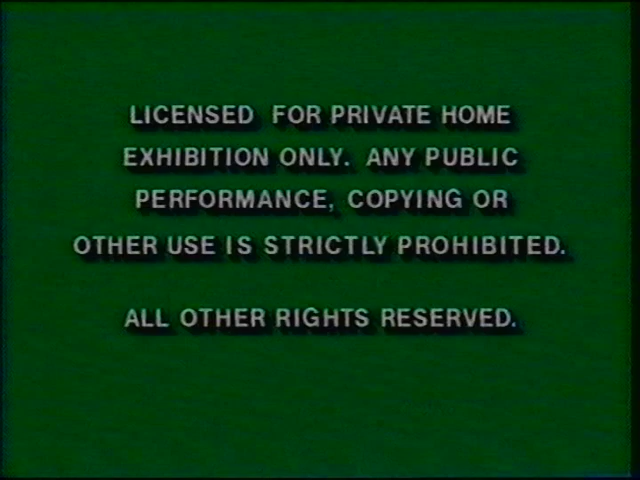 LICENSED FOR PRIVATE HOME
EXHIBITION ONLY. ANY PUBLIC
PERFORMANCE, COPYING OR
OTHER USE IS STRICTLY PROHIBITED.
ALL OTHER RIGHTS RESERVED.